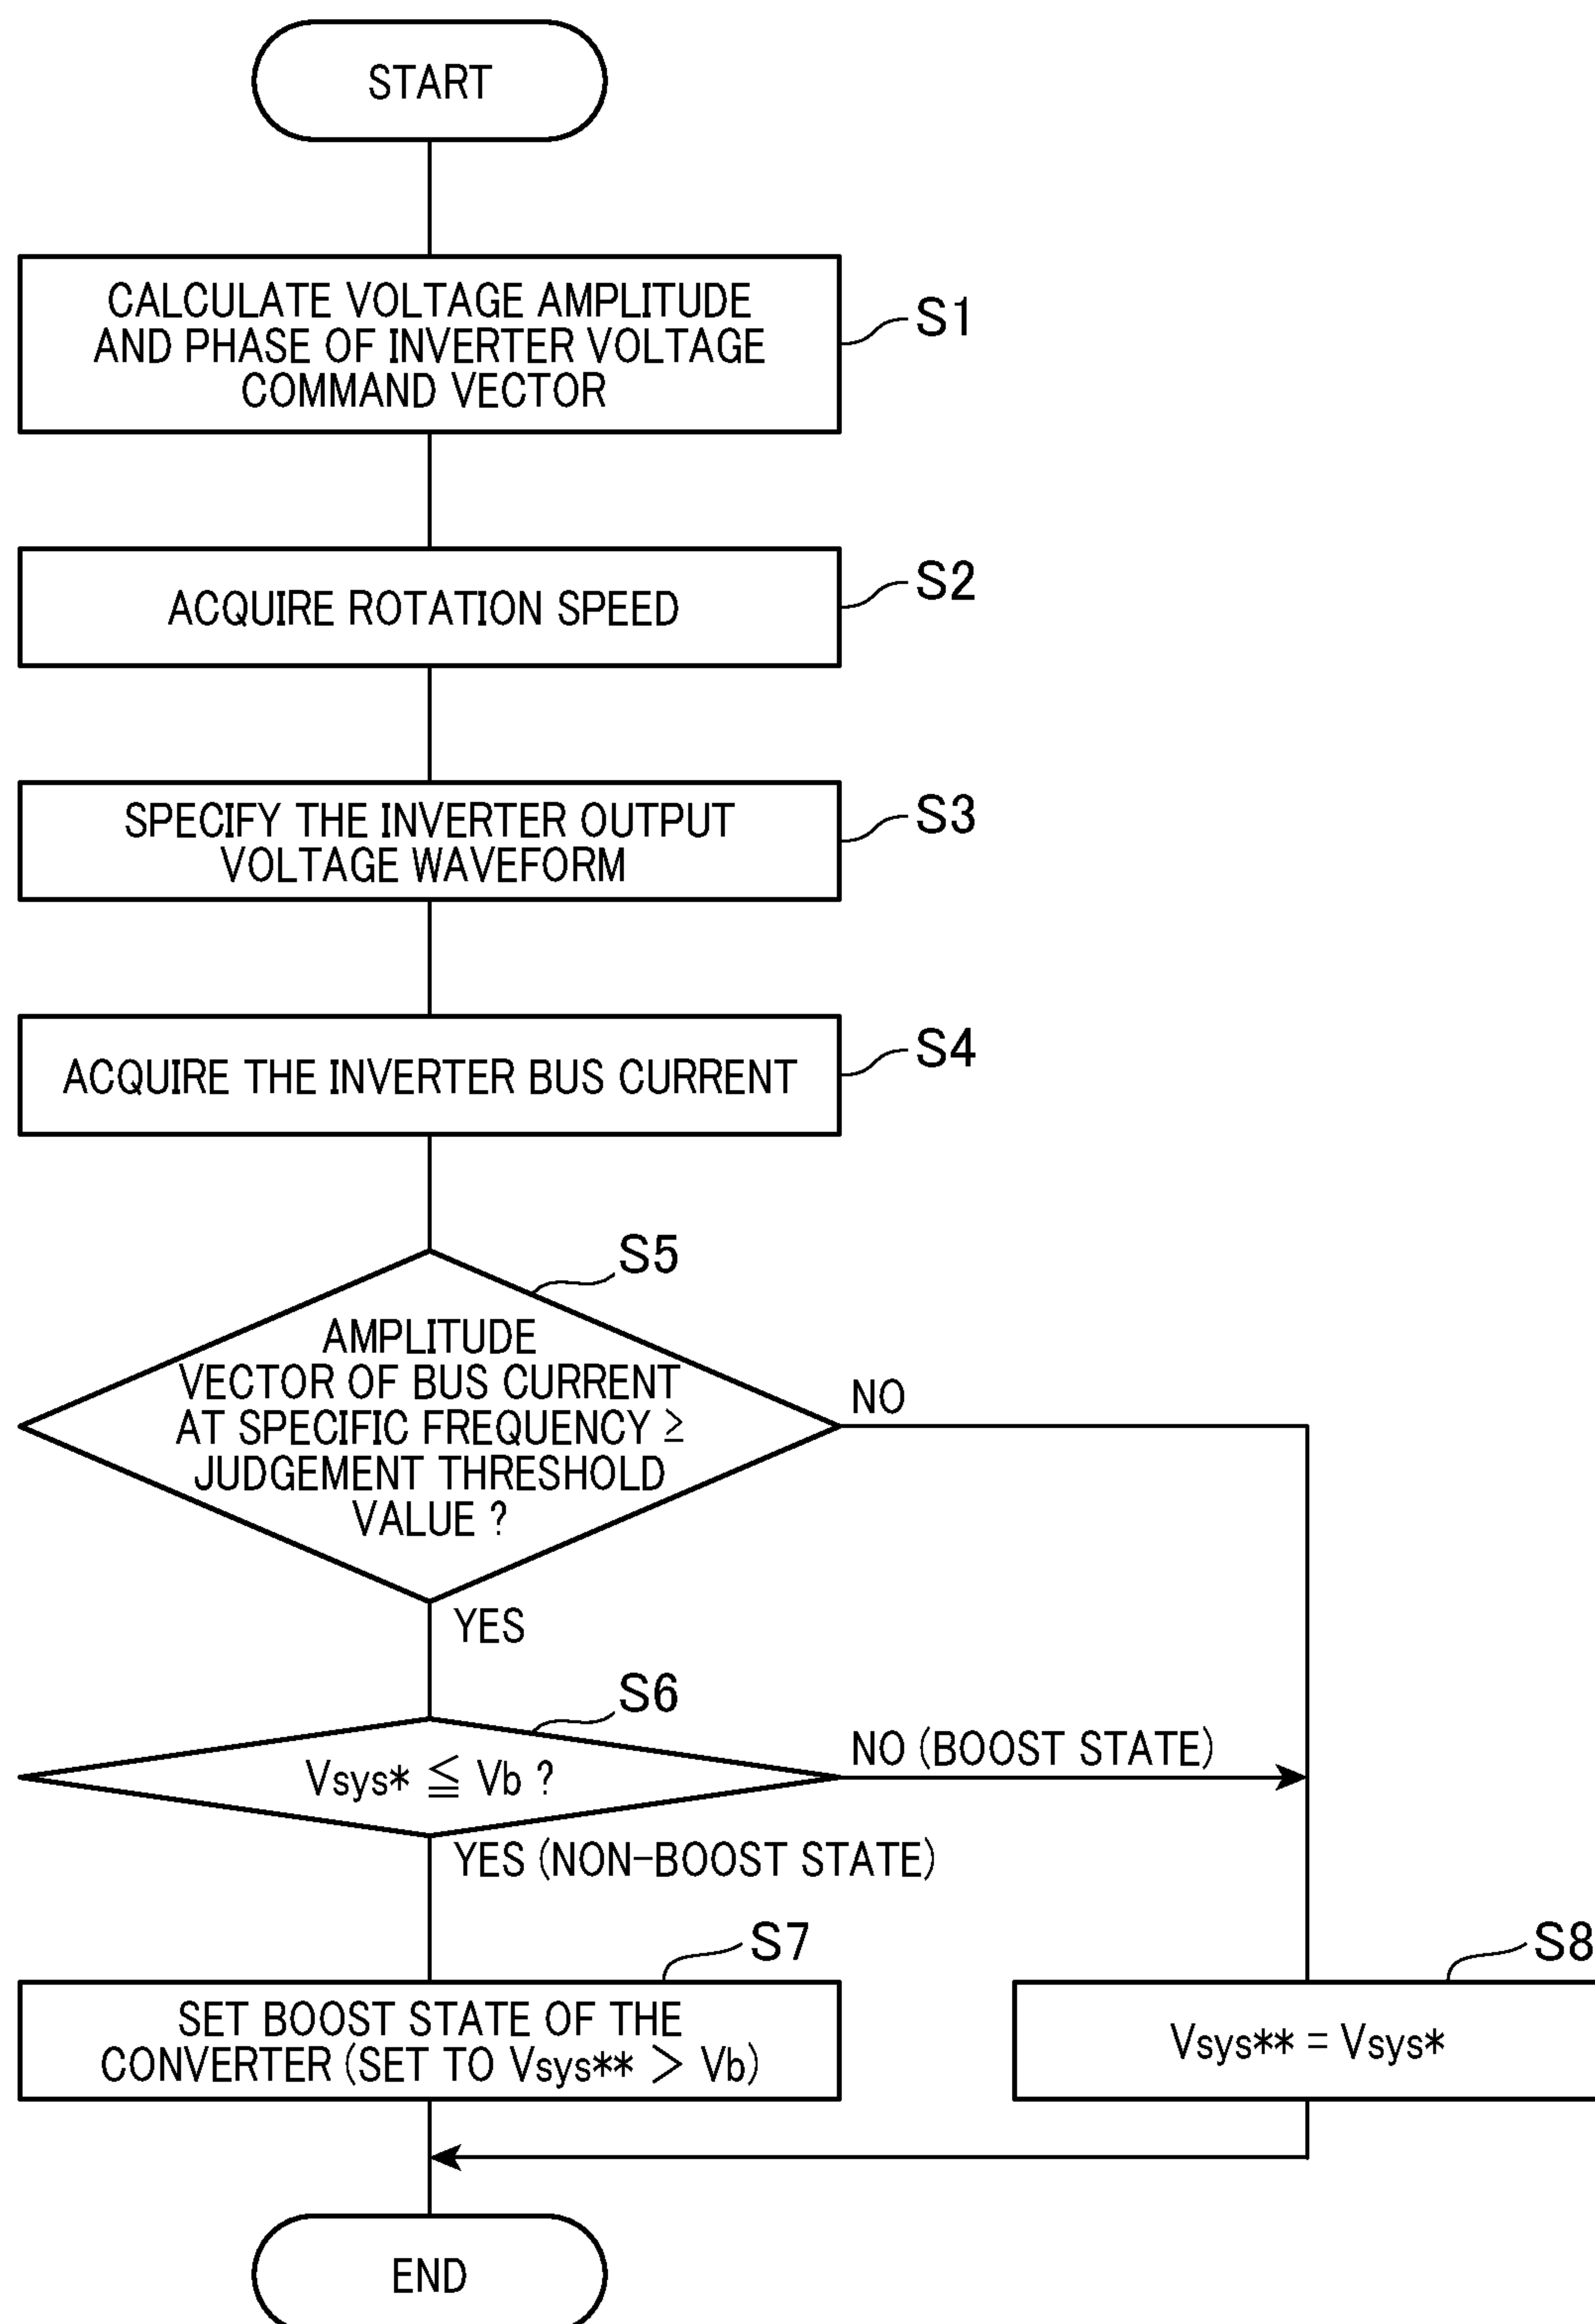 START
CALCULATE VOLTAGE AMPLITUDE
AND PHASE OF INVERTER VOLTAGE
COMMAND VECTOR
S1
ACQUIRE ROTATION SPEED
S2
SPECIFY THE INVERTER OUTPUT
VOLTAGE WAVEFORM
S3
ACQUIRE THE INVERTER BUS CURRENT
S4
S5
AMPLITUDE
VECTOR OF BUS CURRENT
AT SPECIFIC FREQUENCY ≥
JUDGEMENT THRESHOLD
VALUE ?
NO
YES
S6
Vsys* ≦ Vb ?
NO (BOOST STATE)
YES (NON-BOOST STATE)
S7
SET BOOST STATE OF THE
CONVERTER (SET TO Vsys** > Vb)
S8
Vsys** = Vsys*
END